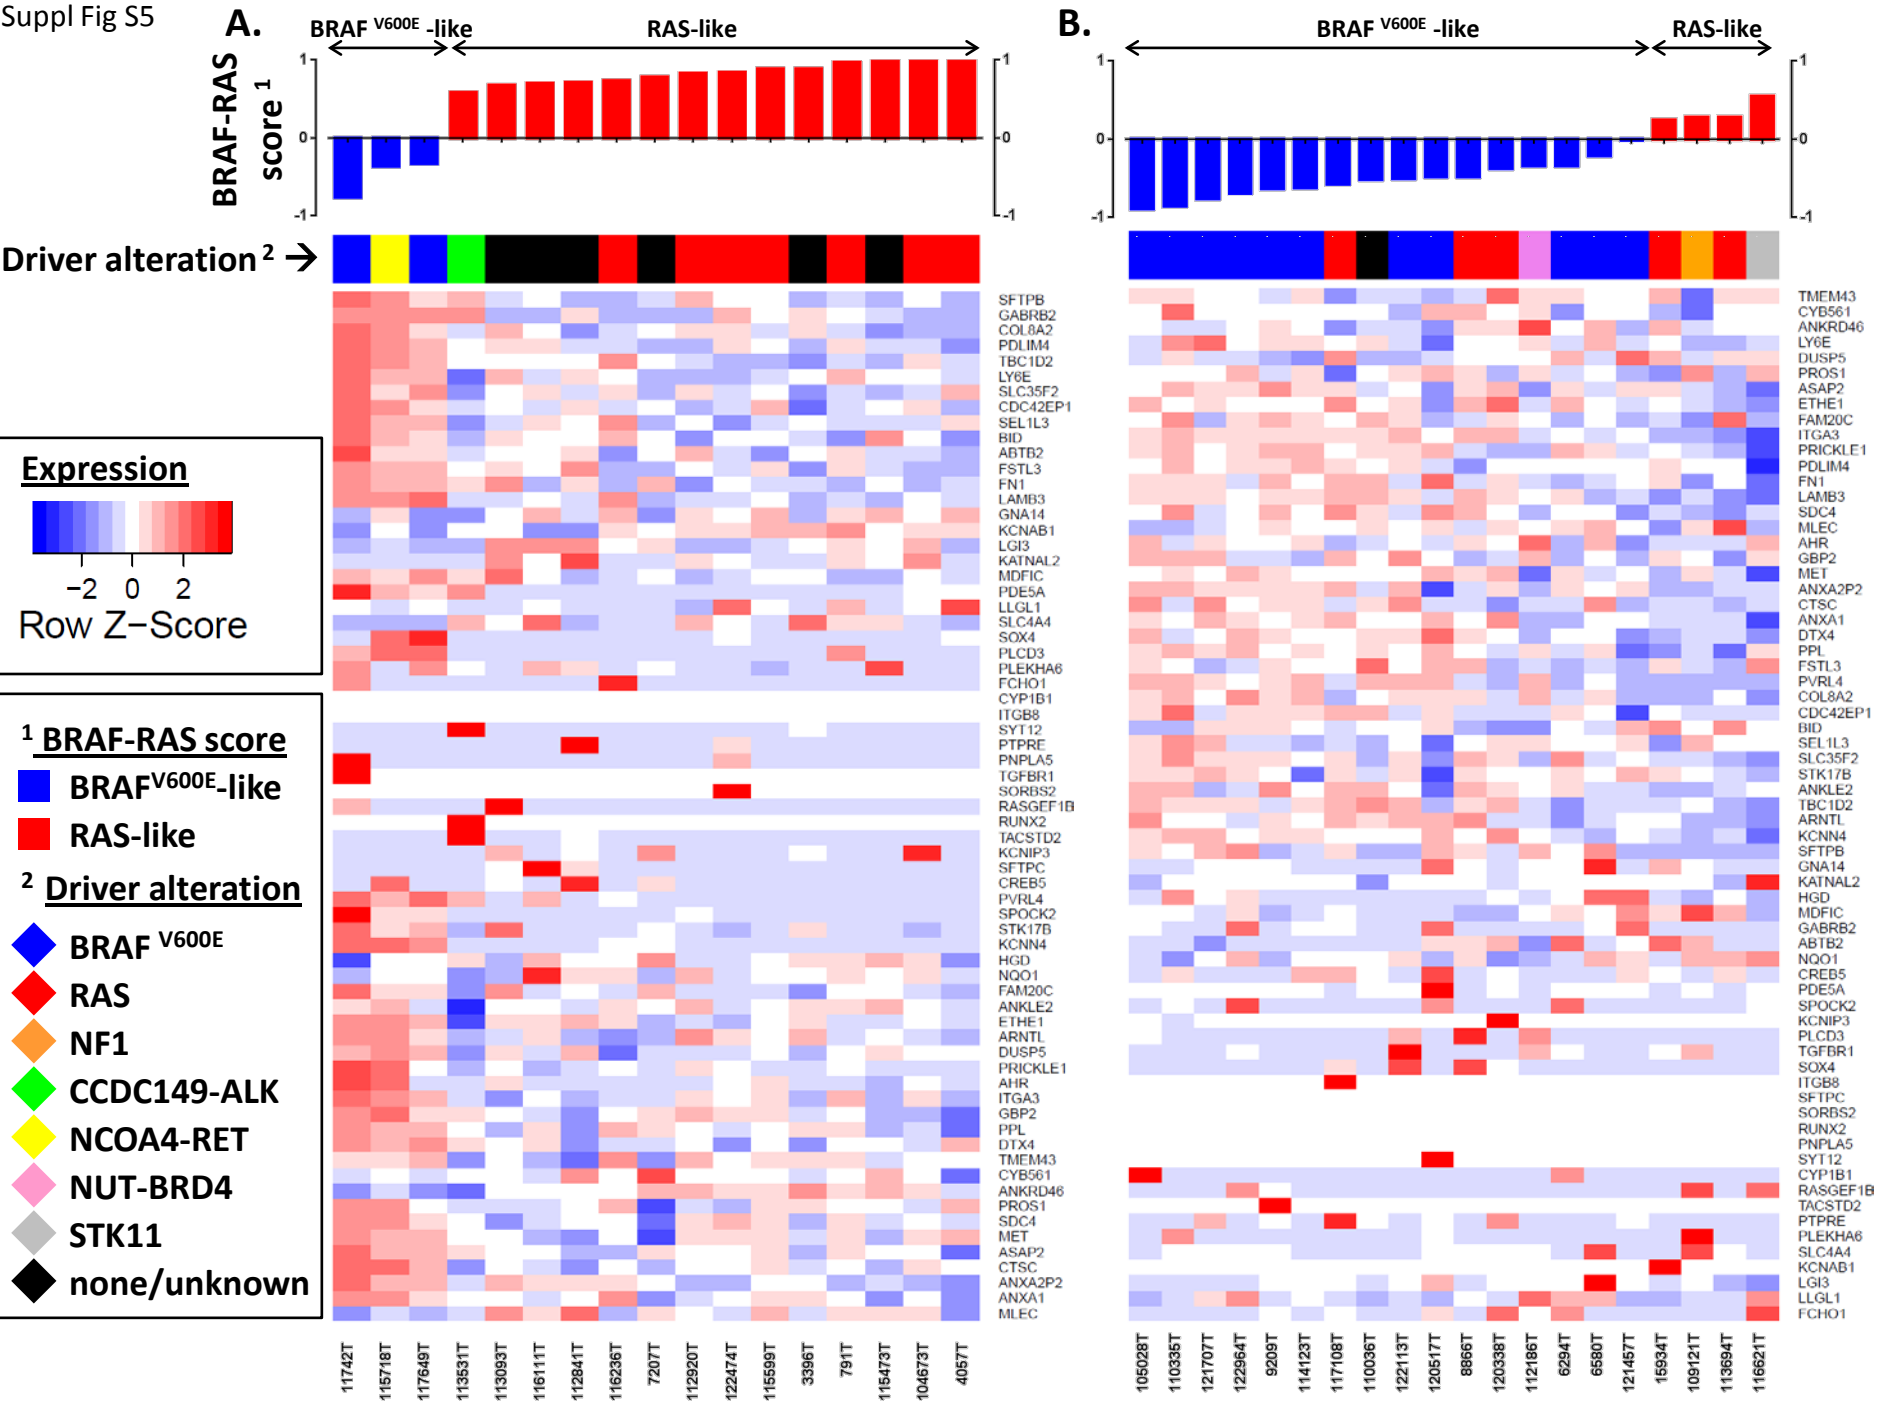 Suppl Fig S5
A.
BRAF V600E -like
RAS-like
B.
BRAF V600E -like
RAS-like
BRAF-RAS score 1
1
0
-1
1
0
-1
1
0
-1
1
0
-1
Driver alteration 2 →
Expression
−2 0 2
Row Z−Score
1 BRAF-RAS score
BRAFV600E-like
RAS-like
2 Driver alteration
BRAF V600E
RAS
NF1
CCDC149-ALK
NCOA4-RET
NUT-BRD4
STK11
none/unknown
SFTPB
GABRB2
COL8A2
PDLIM4
TBC1D2
LY6E
SLC35F2
CDC42EP1
SEL1L3
BID
ABTB2
FSTL3
FN1
LAMB3
GNA14
KCNAB1
LGI3
KATNAL2
MDFIC
PDE5A
LLGL1
SLC4A4
SOX4
PLCD3
PLEKHA6
FCHO1
CYP1B1
ITGB8
SYT12
PTPRE
PNPLA5
TGFBR1
SORBS2
RASGEF1B
RUNX2
TACSTD2
KCNIP3
SFTPC
CREB5
PVRL4
SPOCK2
STK17B
KCNN4
HGD
NQO1
FAM20C
ANKLE2
ETHE1
ARNTL
DUSP5
PRICKLE1
AHR
ITGA3
GBP2
PPL
DTX4
TMEM43
CYB561
ANKRD46
PROS1
SDC4
MET
ASAP2
CTSC
ANXA2P2
ANXA1
MLEC
11742T
115718T
117649T
113531T
113093T
116111T
112841T
116236T
7207T
112920T
122474T
115599T
3396T
791T
115473T
104673T
4057T
TMEM43
CYB561
ANKRD46
LY6E
DUSP5
PROS1
ASAP2
ETHE1
FAM20C
ITGA3
PRICKLE1
PDLIM4
FN1
LAMB3
SDC4
MLEC
AHR
GBP2
MET
ANXA2P2
CTSC
ANXA1
DTX4
PPL
FSTL3
PVRL4
COL8A2
CDC42EP1
BID
SEL1L3
SLC35F2
STK17B
ANKLE2
TBC1D2
ARNTL
KCNN4
SFTPB
GNA14
KATNAL2
HGD
MDFIC
GABRB2
ABTB2
NQO1
CREB5
PDE5A
SPOCK2
KCNIP3
PLCD3
TGFBR1
SOX4
ITGB8
SFTPC
SORBS2
RUNX2
PNPLA5
SYT12
CYP1B1
RASGEF1B
TACSTD2
PTPRE
PLEKHA6
SLC4A4
KCNAB1
LGI3
LLGL1
FCHO1
105028T
110335T
121707T
122964T
9209T
114123T
117108T
110036T
122113T
120517T
8866T
120338T
112186T
6294T
6580T
121457T
115934T
109121T
113694T
116621T